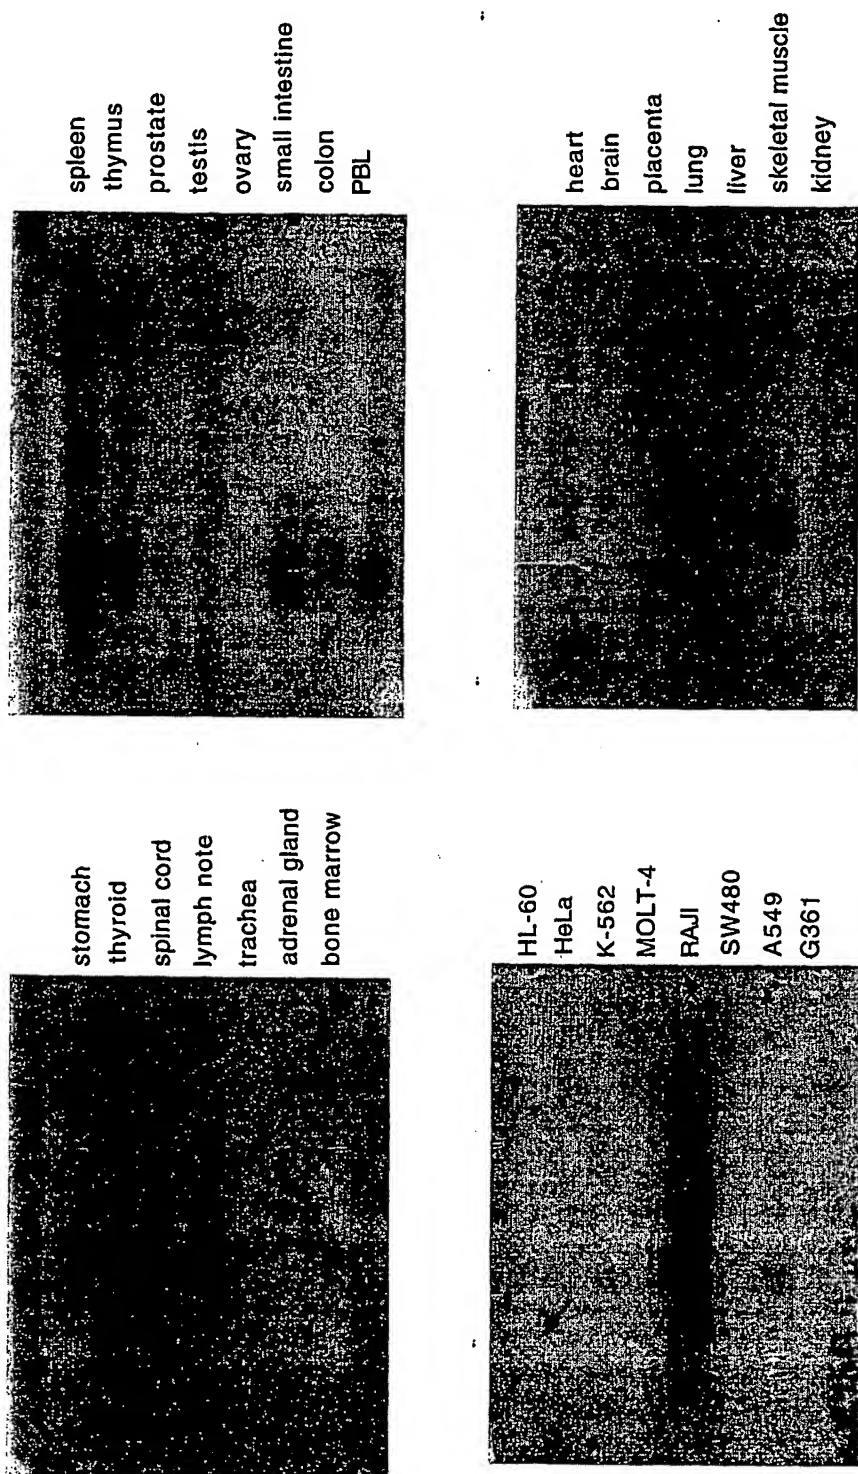 spleen
thymus
prostate
testis
ovary
small intestine
colon
PBL
heart
brain
placenta
lung
liver
skeletal muscle
kidney
stomach
thyroid
spinal cord
lymph note
trachea
adrenal gland
bone marrow
HL-60
HeLa
K-562
MOLT-4
RAJI
SW480
A549
G361